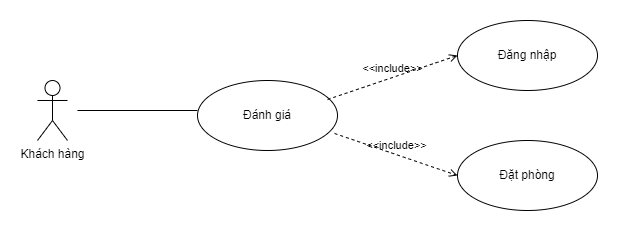 Đăng nhập
<<include>>
Đánh giá
<<include>>
Khách hàng
Đặt phòng